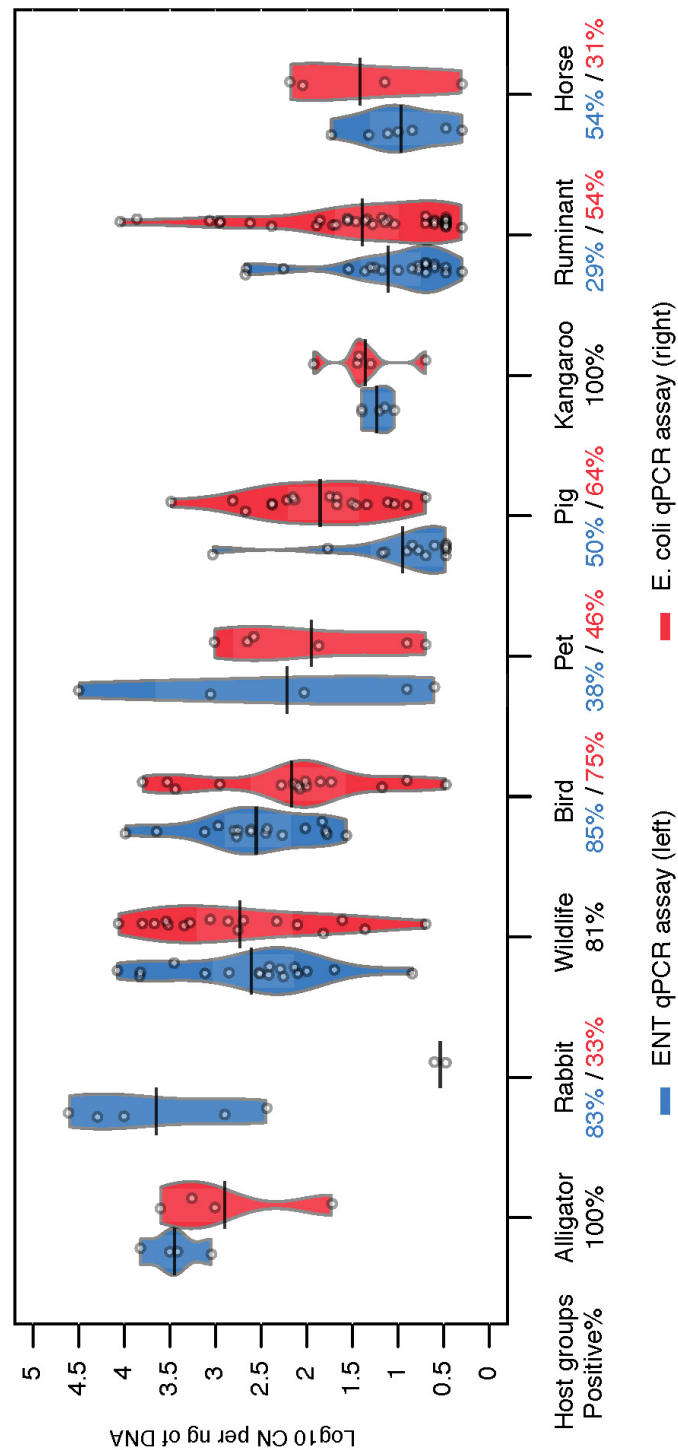 Log10 CN per ng of DNA
5
4.5
4
3.5
3
2.5
2
1.5
1
0.5
0
Host groups Alligator Rabbit Wildlife Bird Pet Pig Kangaroo Ruminant Horse
Positive% 100% 83% / 33% 81% 85% / 75% 38% / 46% 50% / 64% 100% 29% / 54% 54% / 31%
ENT qPCR assay (left) E. coli qPCR assay (right)